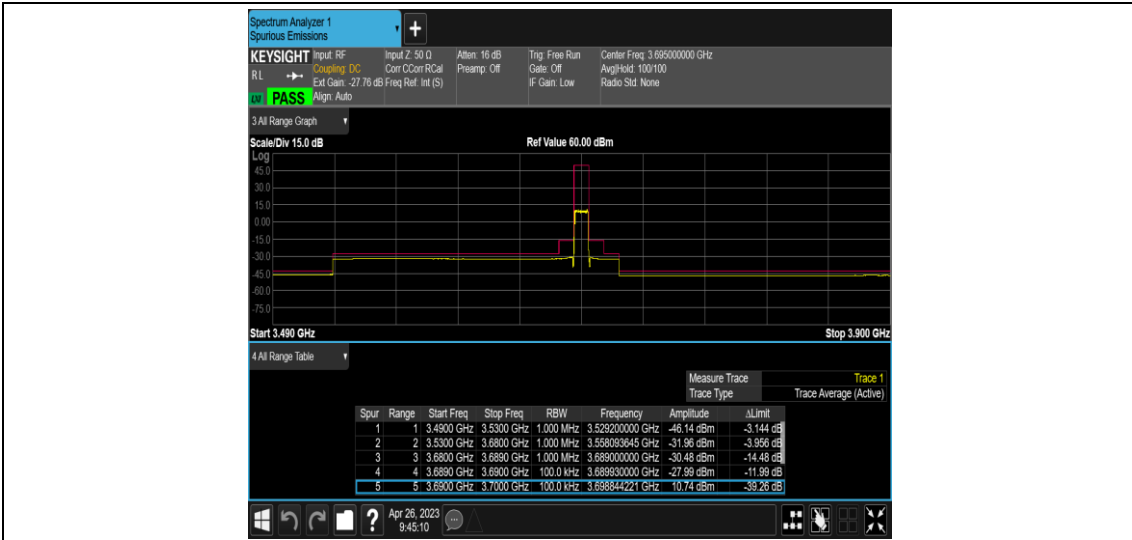 Spectrum Analyzer 1
Spurious Emissions
+
KEYSIGHT Input: RF Input Z: 50 Ω Atten: 16 dB Trig: Free Run Center Freq: 3.695000000 GHz
RL Coupling: DC Corr CCorr RCal Preamp: Off Gate: Off Avg|Hold: 100/100
Ext Gain: -27.76 dB Freq Ref: Int (S) IF Gain: Low Radio Std: None
LXI PASS Align: Auto
3 All Range Graph
Scale/Div 15.0 dB Ref Value 60.00 dBm
Log
45.0
30.0
15.0
0.00
-15.0
-30.0
-45.0
-60.0
-75.0
Start 3.490 GHz Stop 3.900 GHz
4 All Range Table
Measure Trace Trace 1
Trace Type Trace Average (Active)
Spur Range Start Freq Stop Freq RBW Frequency Amplitude ΔLimit
1 1 3.4900 GHz 3.5300 GHz 1.000 MHz 3.529200000 GHz -46.14 dBm -3.144 dB
2 2 3.5300 GHz 3.6800 GHz 1.000 MHz 3.558093645 GHz -31.96 dBm -3.956 dB
3 3 3.6800 GHz 3.6890 GHz 1.000 MHz 3.689000000 GHz -30.48 dBm -14.48 dB
4 4 3.6890 GHz 3.6900 GHz 100.0 kHz 3.689930000 GHz -27.99 dBm -11.99 dB
5 5 3.6900 GHz 3.7000 GHz 100.0 kHz 3.698844221 GHz 10.74 dBm -39.26 dB
? Apr 26, 2023
9:45:10